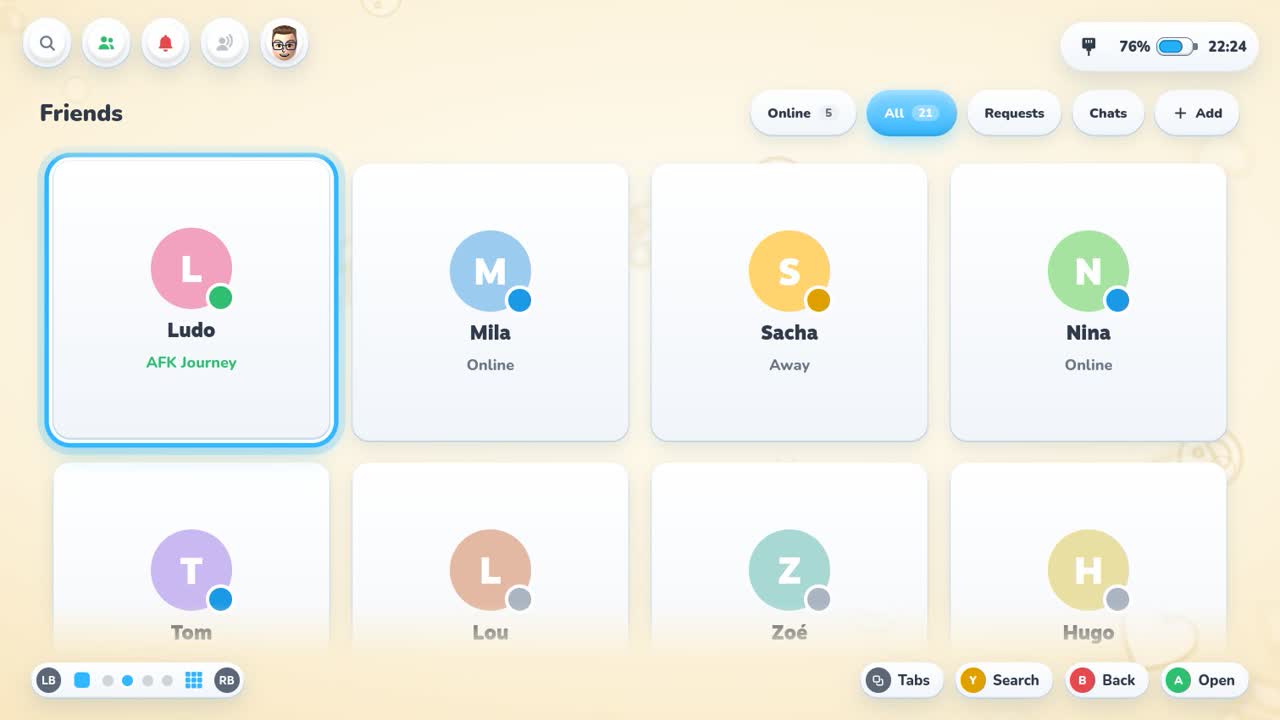 76% 22:24
Friends
Online 5 All 21 Requests Chats + Add
L M S N
Ludo Mila Sacha Nina
AFK Journey Online Away Online
T L Z H
Tom Lou Zoé Hugo
LB RB Tabs Y Search B Back A Open